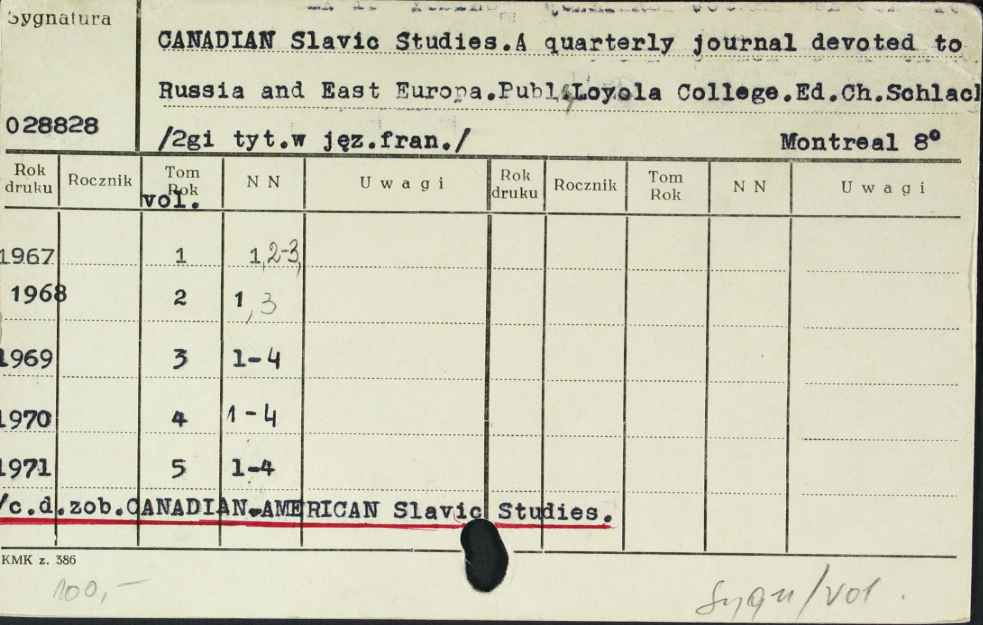 Sygnatura
CANADIAN Slavic Studies.A quarterly journal devoted to
Russia and East Europa.Publ.Loyola College.Ed.Ch.Schlacl
028828
/2gi tyt.w jęz.fran./ Montreal 8°
Rok druku Rocznik Tom Rok N N Uwagi Rok druku Rocznik Tom Rok N N Uwagi
vol.
1967 1 1,2-3,
1968 2 1,3
1969 3 1-4
1970 4 1-4
1971 5 1-4
/c.d.zob.CANADIAN-AMERICAN Slavic Studies.
KMK z. 386
100,-
Sygn/vol.